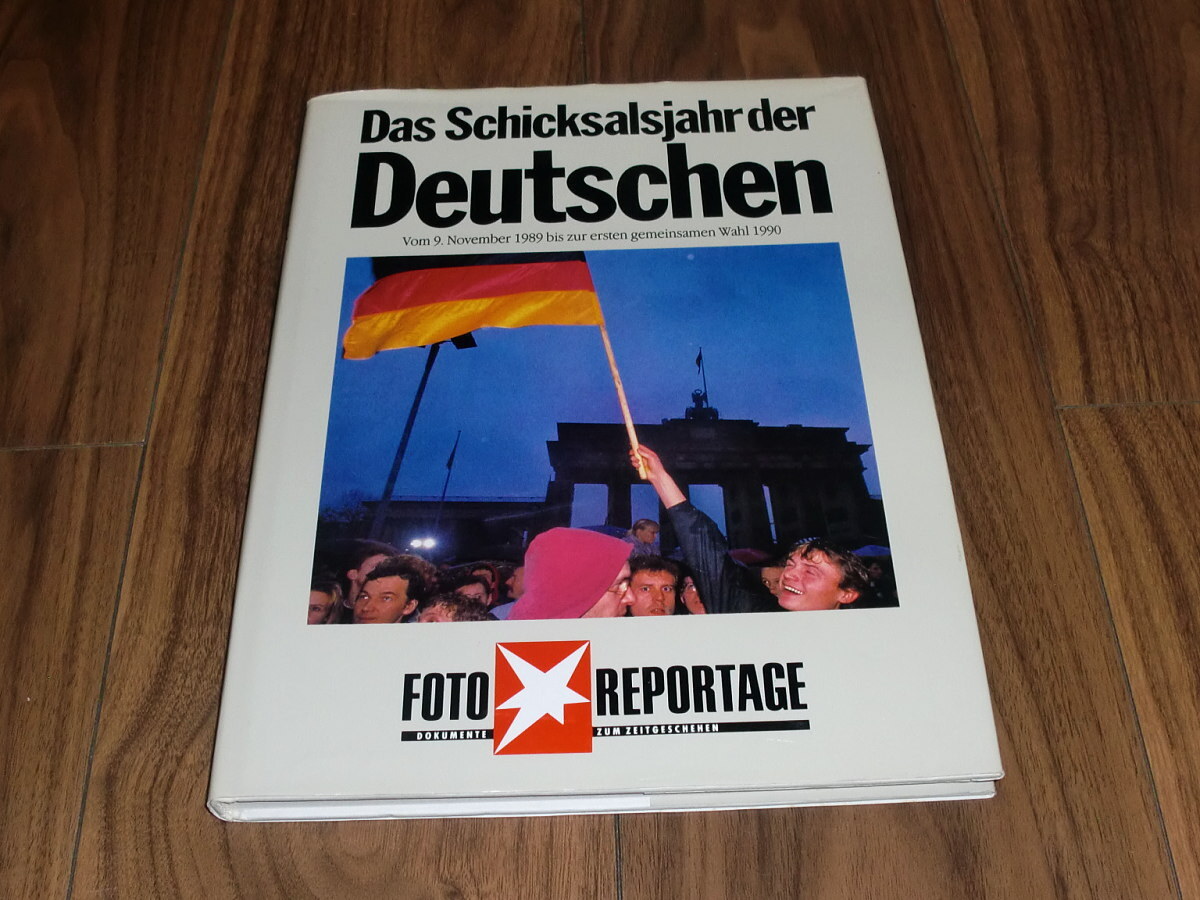 Das Schicksalsjahr der
Deutschen
Vom 9. November 1989 bis zur ersten gemeinsamen Wahl 1990
FOTO REPORTAGE
DOKUMENTE ZUM ZEITGESCHEHEN